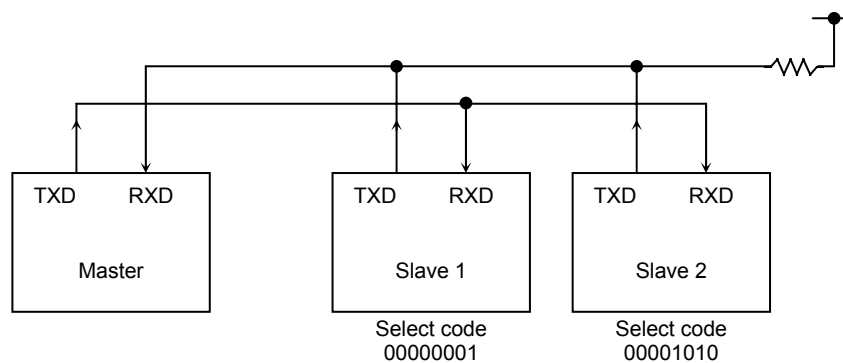 TXD RXD TXD RXD TXD RXD
Master Slave 1 Slave 2
Select code Select code
00000001 00001010